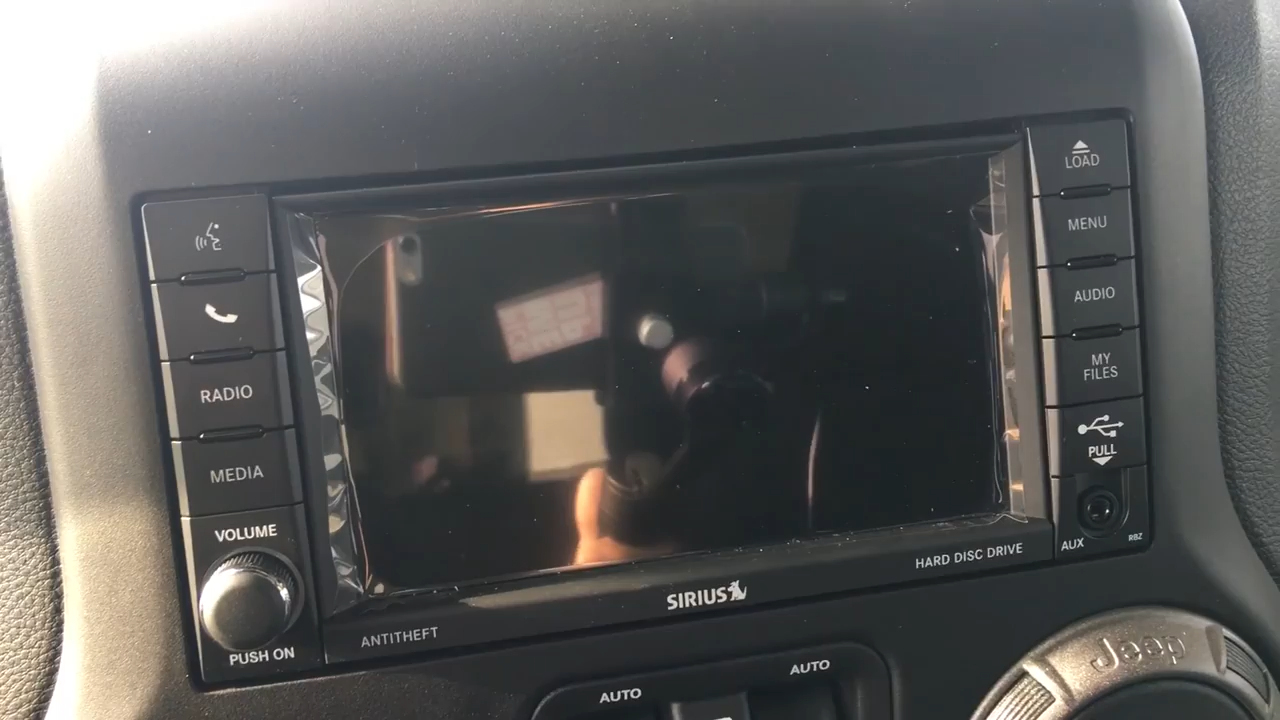 LOAD
MENU
AUDIO
MY
FILES
PULL
AUX
RBZ
RADIO
MEDIA
VOLUME
PUSH ON
ANTITHEFT
SIRIUS
HARD DISC DRIVE
AUTO
AUTO
Jeep